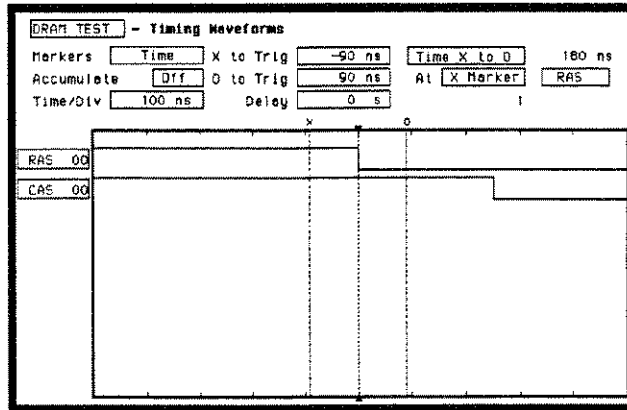 DRAM TEST - Timing Waveforms
Markers Time X to Trig -90 ns Time X to O 180 ns
Accumulate Off O to Trig 90 ns At X Marker RAS
Time/Div 100 ns Delay 0 s 1
X O
RAS 00
CAS 00